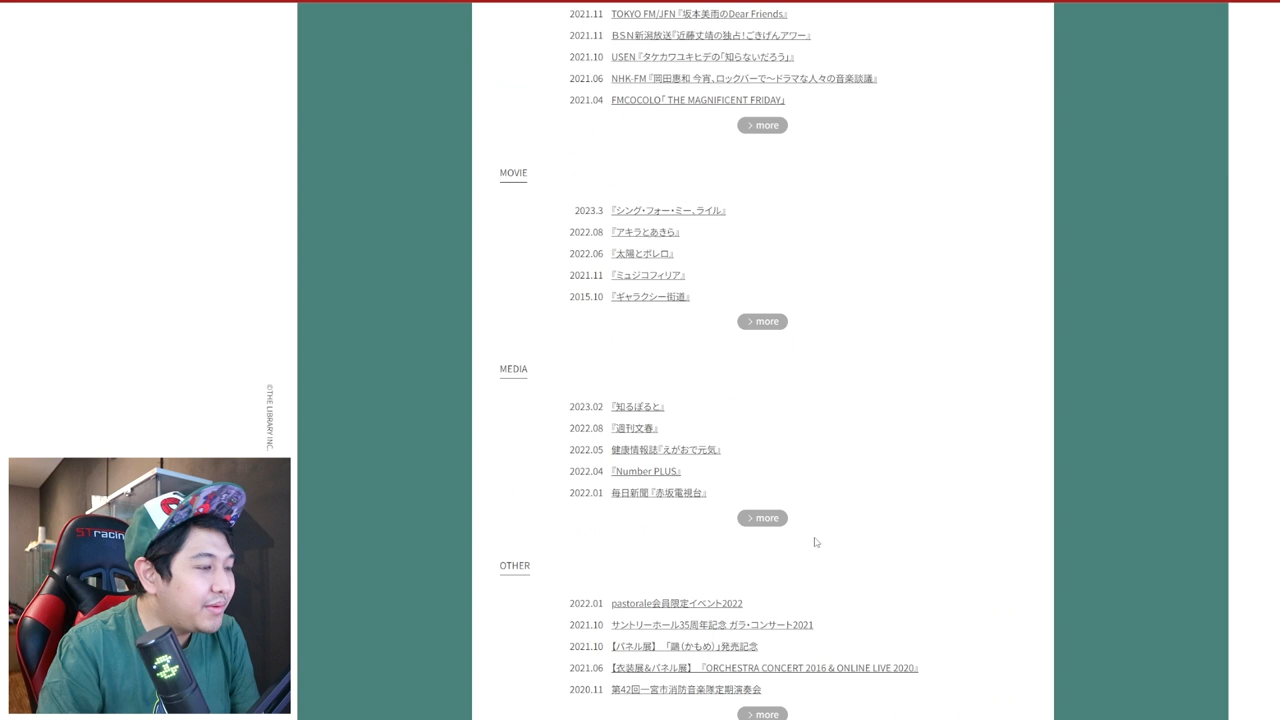 2021.11 TOKYO FM/JFN 『坂本美雨のDear Friends』
2021.11 BSN新潟放送『近藤丈靖の独占!ごきげんアワー』
2021.10 USEN 『タケカワユキヒデの「知らないだろう」』
2021.06 NHK-FM 『岡田惠和 今宵、ロックバーで〜ドラマな人々の音楽談議』
2021.04 FMCOCOLO「 THE MAGNIFICENT FRIDAY」
> more
MOVIE
2023.3 『シング・フォー・ミー、ライル』
2022.08 『アキラとあきら』
2022.06 『太陽とボレロ』
2021.11 『ミュジコフィリア』
2015.10 『ギャラクシー街道』
> more
MEDIA
2023.02 『知るぽると』
2022.08 『週刊文春』
2022.05 健康情報誌『えがおで元気』
2022.04 『Number PLUS』
2022.01 毎日新聞 『赤坂電視台』
> more
OTHER
2022.01 pastorale会員限定イベント2022
2021.10 サントリーホール35周年記念 ガラ・コンサート2021
2021.10 【パネル展】 「鷗(かもめ)」発売記念
2021.06 【衣装展&パネル展】 『ORCHESTRA CONCERT 2016 & ONLINE LIVE 2020』
2020.11 第42回一宮市消防音楽隊定期演奏会
> more
©THE LIBRARY INC.
STracin